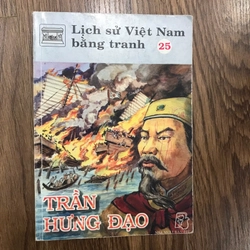 Lịch sử Việt Nam
bằng tranh 25
TRẦN
HƯNG ĐẠO